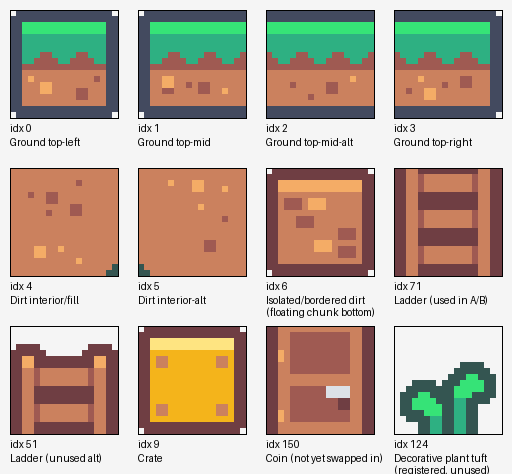 idx 0
Ground top-left
idx 1
Ground top-mid
idx 2
Ground top-mid-alt
idx 3
Ground top-right
idx 4
Dirt interior/fill
idx 5
Dirt interior-alt
idx 6
Isolated/bordered dirt
(floating chunk bottom)
idx 71
Ladder (used in A/B)
idx 51
Ladder (unused alt)
idx 9
Crate
idx 150
Coin (not yet swapped in)
idx 124
Decorative plant tuft
(registered, unused)